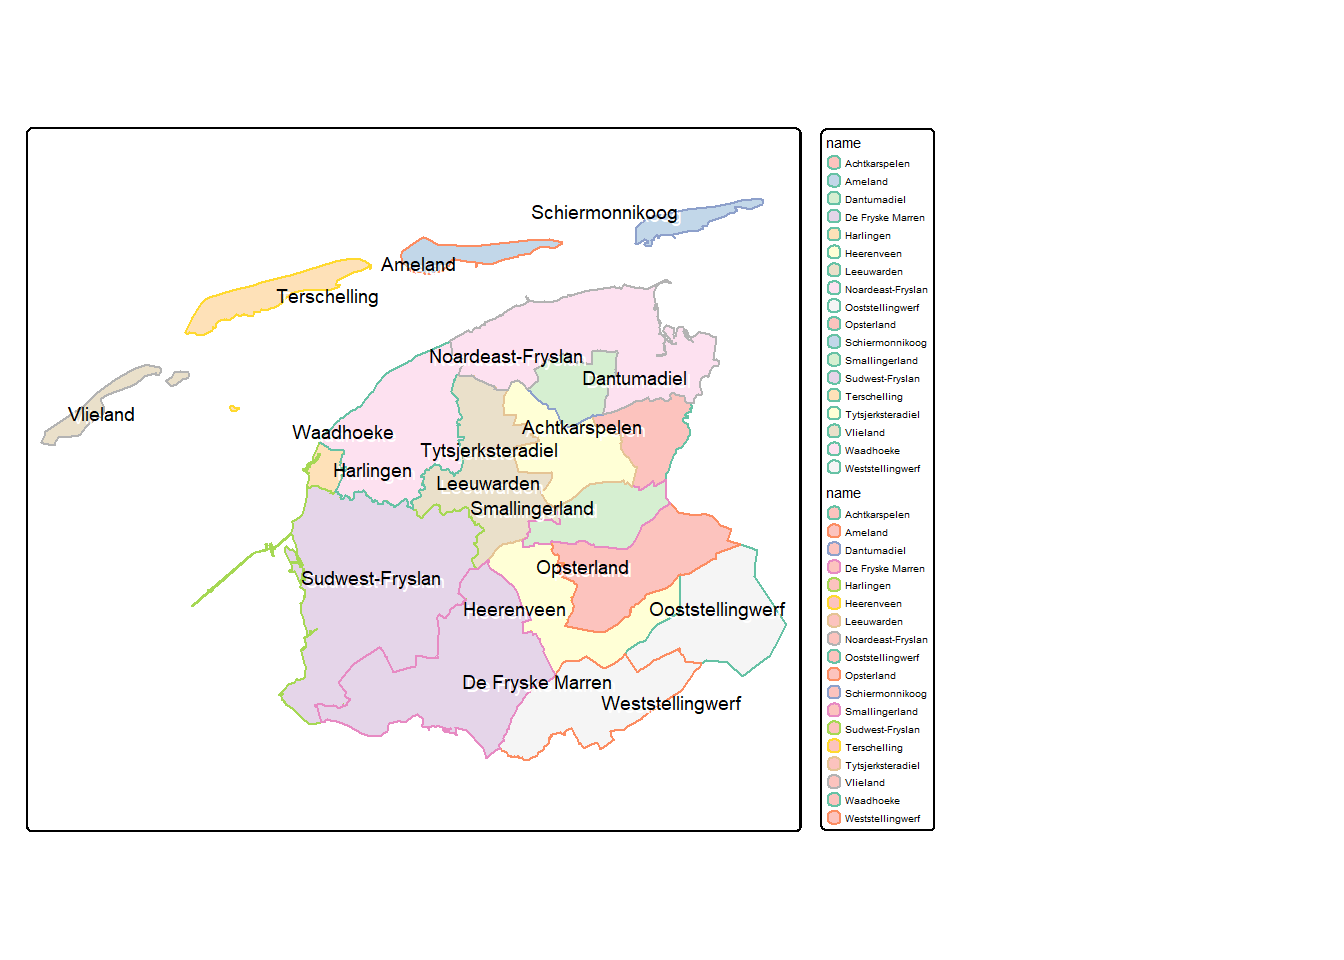 Schiermonnikoog
Ameland
Terschelling
Noardeast-Fryslan
Dantumadiel
Vlieland
Waadhoeke
Achtkarspelen
Tytsjerksteradiel
Harlingen
Leeuwarden
Smallingerland
Opsterland
Sudwest-Fryslan
Heerenveen
Ooststellingwerf
De Fryske Marren
Weststellingwerf
name
Achtkarspelen
Ameland
Dantumadiel
De Fryske Marren
Harlingen
Heerenveen
Leeuwarden
Noardeast-Fryslan
Ooststellingwerf
Opsterland
Schiermonnikoog
Smallingerland
Sudwest-Fryslan
Terschelling
Tytsjerksteradiel
Vlieland
Waadhoeke
Weststellingwerf
name
Achtkarspelen
Ameland
Dantumadiel
De Fryske Marren
Harlingen
Heerenveen
Leeuwarden
Noardeast-Fryslan
Ooststellingwerf
Opsterland
Schiermonnikoog
Smallingerland
Sudwest-Fryslan
Terschelling
Tytsjerksteradiel
Vlieland
Waadhoeke
Weststellingwerf